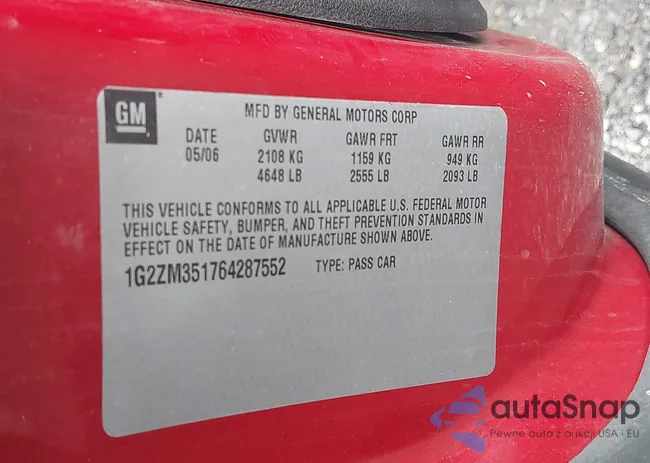 GM
MFD BY GENERAL MOTORS CORP
DATE GVWR GAWR FRT GAWR RR
05/06 2108 KG 1159 KG 949 KG
4648 LB 2555 LB 2093 LB
THIS VEHICLE CONFORMS TO ALL APPLICABLE U.S. FEDERAL MOTOR
VEHICLE SAFETY, BUMPER, AND THEFT PREVENTION STANDARDS IN
EFFECT ON THE DATE OF MANUFACTURE SHOWN ABOVE.
1G2ZM351764287552 TYPE: PASS CAR
autaSnap
Pewne auta z aukcji USA i EU